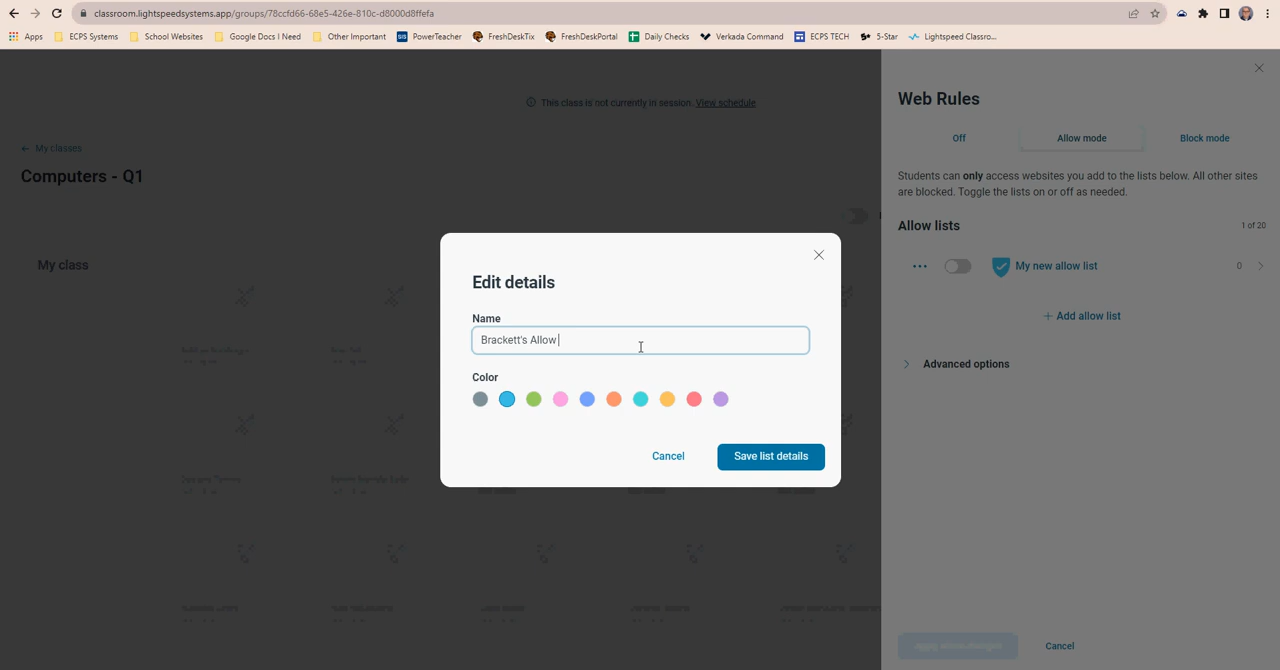 classroom.lightspeedsystems.app/groups/78ccfd66-68e5-426e-810c-d8000d8ffefa
Apps ECPS Systems School Websites Google Docs I Need Other Important SIS PowerTeacher FreshDeskTix FreshDeskPortal Daily Checks Verkada Command ECPS TECH 5-Star Lightspeed Classro...
This class is not currently in session. View schedule
My classes
Computers - Q1
My class
Web Rules
Off Allow mode Block mode
Students can only access websites you add to the lists below. All other sites
are blocked. Toggle the lists on or off as needed.
Allow lists 1 of 20
My new allow list 0
+ Add allow list
Advanced options
Cancel
Edit details
Name
Brackett's Allow
Color
Cancel Save list details